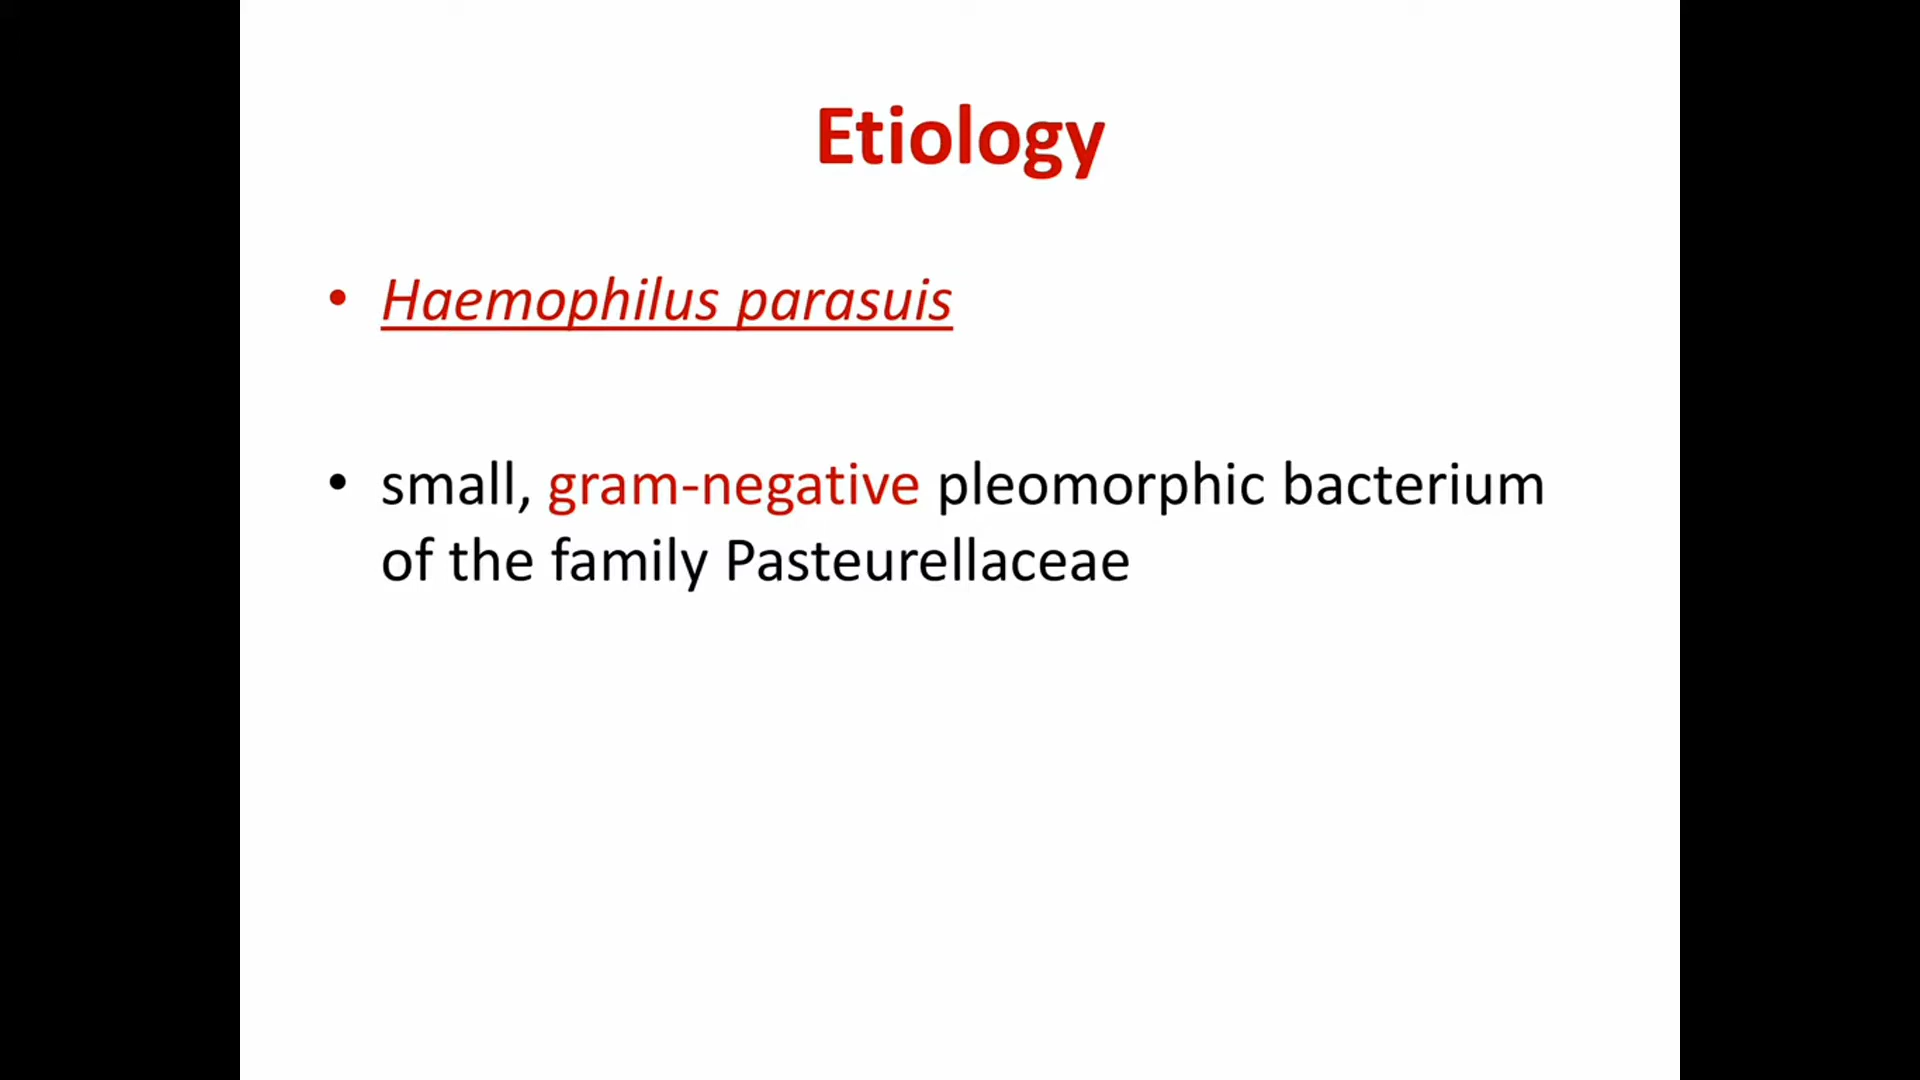 Etiology
• Haemophilus parasuis
• small, gram-negative pleomorphic bacterium
of the family Pasteurellaceae